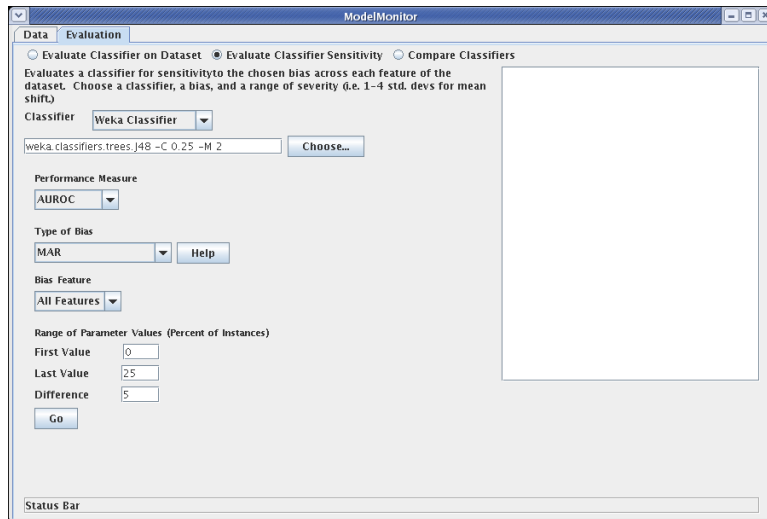 ModelMonitor
Data Evaluation
Evaluate Classifier on Dataset Evaluate Classifier Sensitivity Compare Classifiers
Evaluates a classifier for sensitivityto the chosen bias across each feature of the
dataset. Choose a classifier, a bias, and a range of severity (i.e. 1-4 std. devs for mean
shift.)
Classifier Weka Classifier
weka.classifiers.trees.J48 -C 0.25 -M 2 Choose...
Performance Measure
AUROC
Type of Bias
MAR Help
Bias Feature
All Features
Range of Parameter Values (Percent of Instances)
First Value 0
Last Value 25
Difference 5
Go
Status Bar